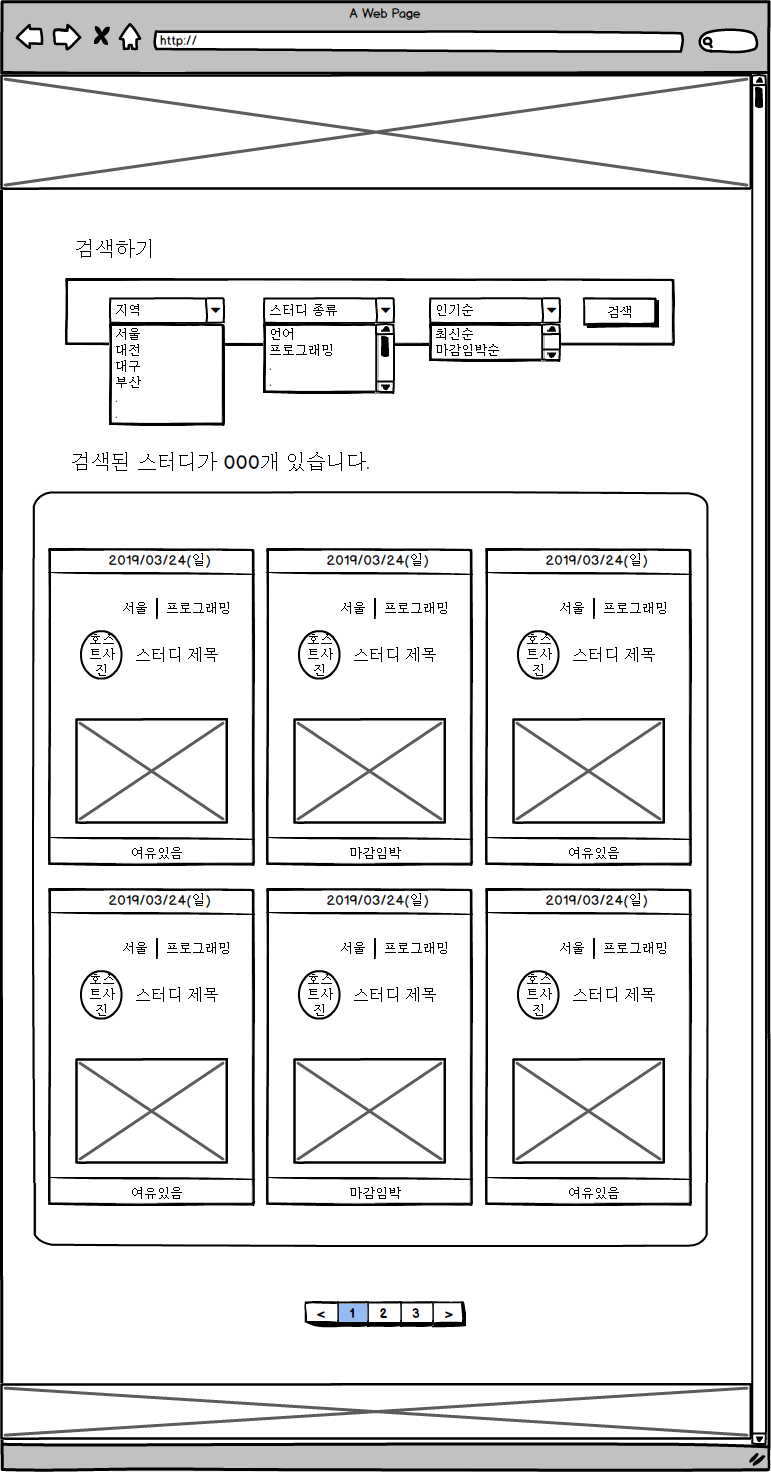 A Web Page
http://
검색하기
지역
스터디 종류
인기순
검색
서울
대전
대구
부산
.
.
언어
프로그래밍
.
.
최신순
마감임박순
검색된 스터디가 000개 있습니다.
2019/03/24(일)
서울 | 프로그래밍
호스
트사
진
스터디 제목
여유있음
2019/03/24(일)
서울 | 프로그래밍
호스
트사
진
스터디 제목
마감임박
2019/03/24(일)
서울 | 프로그래밍
호스
트사
진
스터디 제목
여유있음
2019/03/24(일)
서울 | 프로그래밍
호스
트사
진
스터디 제목
여유있음
2019/03/24(일)
서울 | 프로그래밍
호스
트사
진
스터디 제목
마감임박
2019/03/24(일)
서울 | 프로그래밍
호스
트사
진
스터디 제목
여유있음
< 1 2 3 >